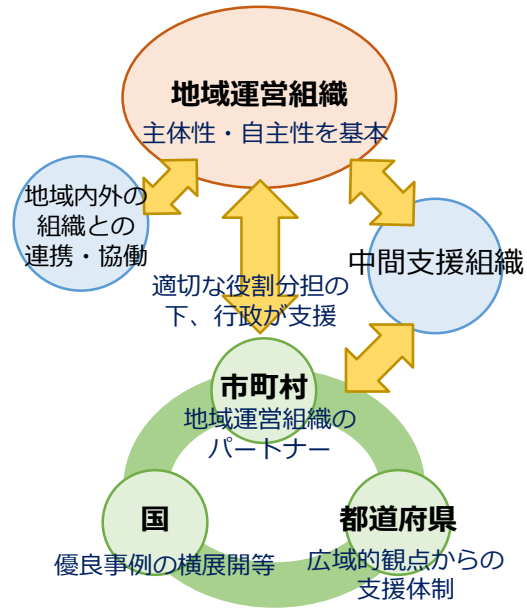 地域運営組織
主体性・自主性を基本
地域内外の
組織との
連携・協働
中間支援組織
適切な役割分担の
下、行政が支援
市町村
地域運営組織の
パートナー
国
優良事例の横展開等
都道府県
広域的観点からの
支援体制